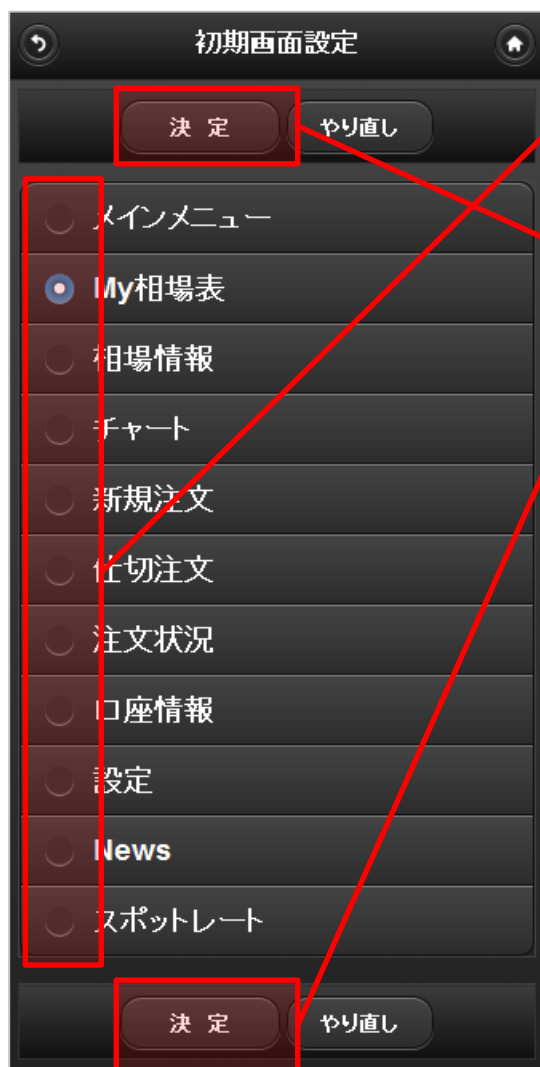 初期画面設定
決 定 やり直し
メインメニュー
My相場表
相場情報
チャート
新規注文
仕切注文
注文状況
口座情報
設定
News
スポットレート
決 定 やり直し